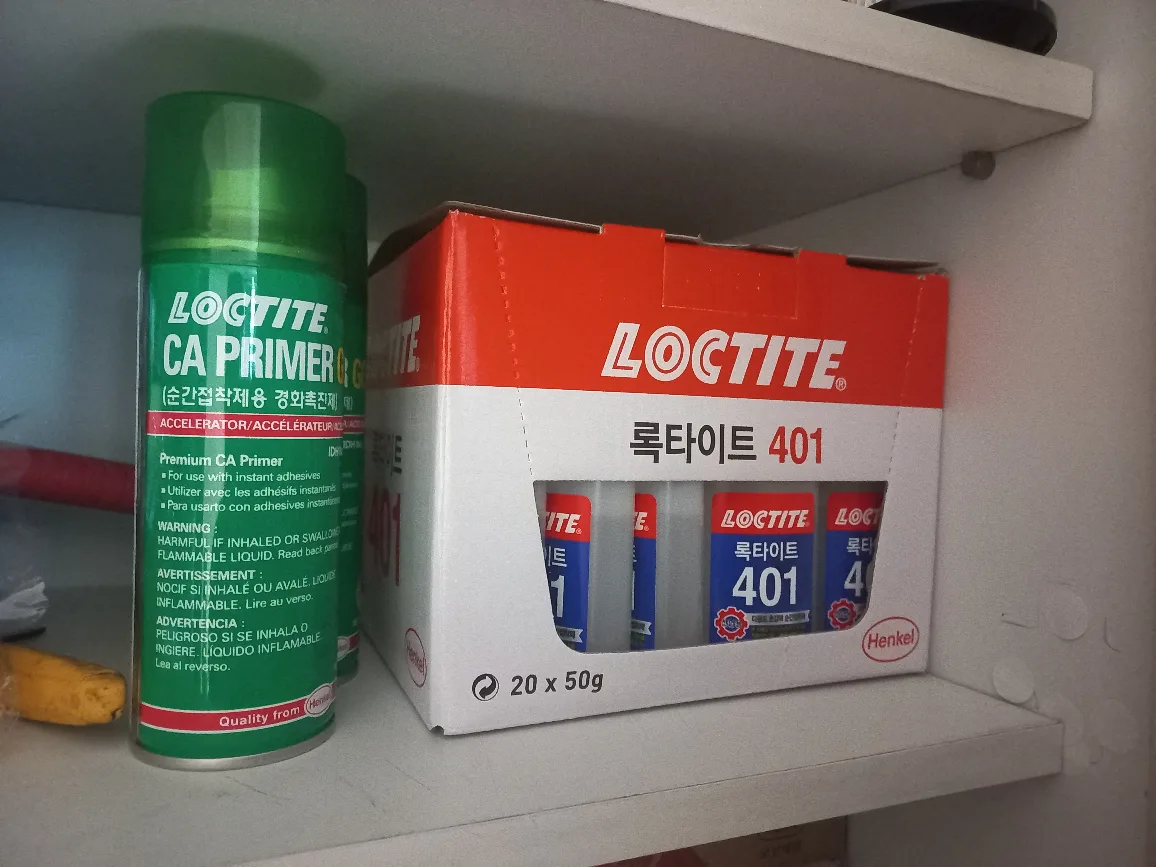 LOCTITE
CA PRIMER
(순간접착제용 경화촉진제)
ACCELERATOR/ACCÉLÉRATEUR/
Premium CA Primer
▪ For use with instant adhesives
▪ Utilizer avec les adhésifs instantanés
▪ Para usarto con adhesives
WARNING :
HARMFUL IF INHALED OR
FLAMMABLE LIQUID. Read back
AVERTISSEMENT :
NOCIF SI INHALÉ OU AVALÉ. LIQUIDE
INFLAMMABLE. Lire au verso.
ADVERTENCIA :
PELIGROSO SI SE INHALA O
INGIERE. LÍQUIDO INFLAMABLE.
Lea al reverso.
Quality from Henkel
LOCTITE®
록타이트 401
LOCTITE
록타이트
401
Henkel
20 x 50g
401
Henkel